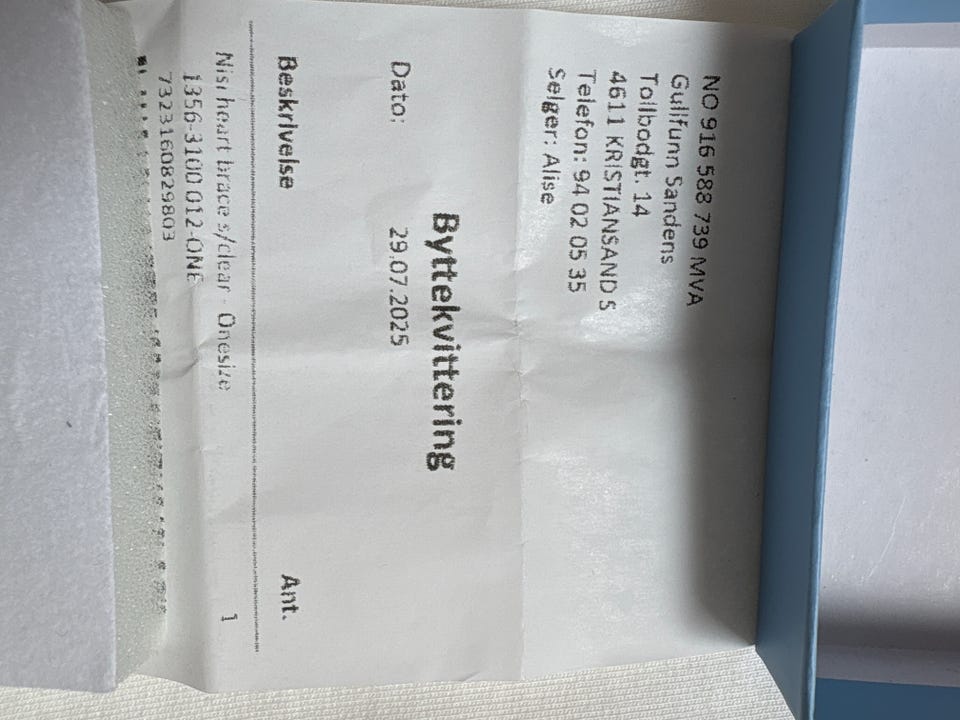 NO 916 588 739 MVA
Gullfunn Sandens
Tollbodgt. 14
4611 KRISTIANSAND S
Telefon: 94 02 05 35
Selger: Alise
Byttekvittering
Dato: 29.07.2025
Beskrivelse Ant.
Nisi heart brace s/clear - Onesize 1
1356-3100 012-ONE
7323160829803